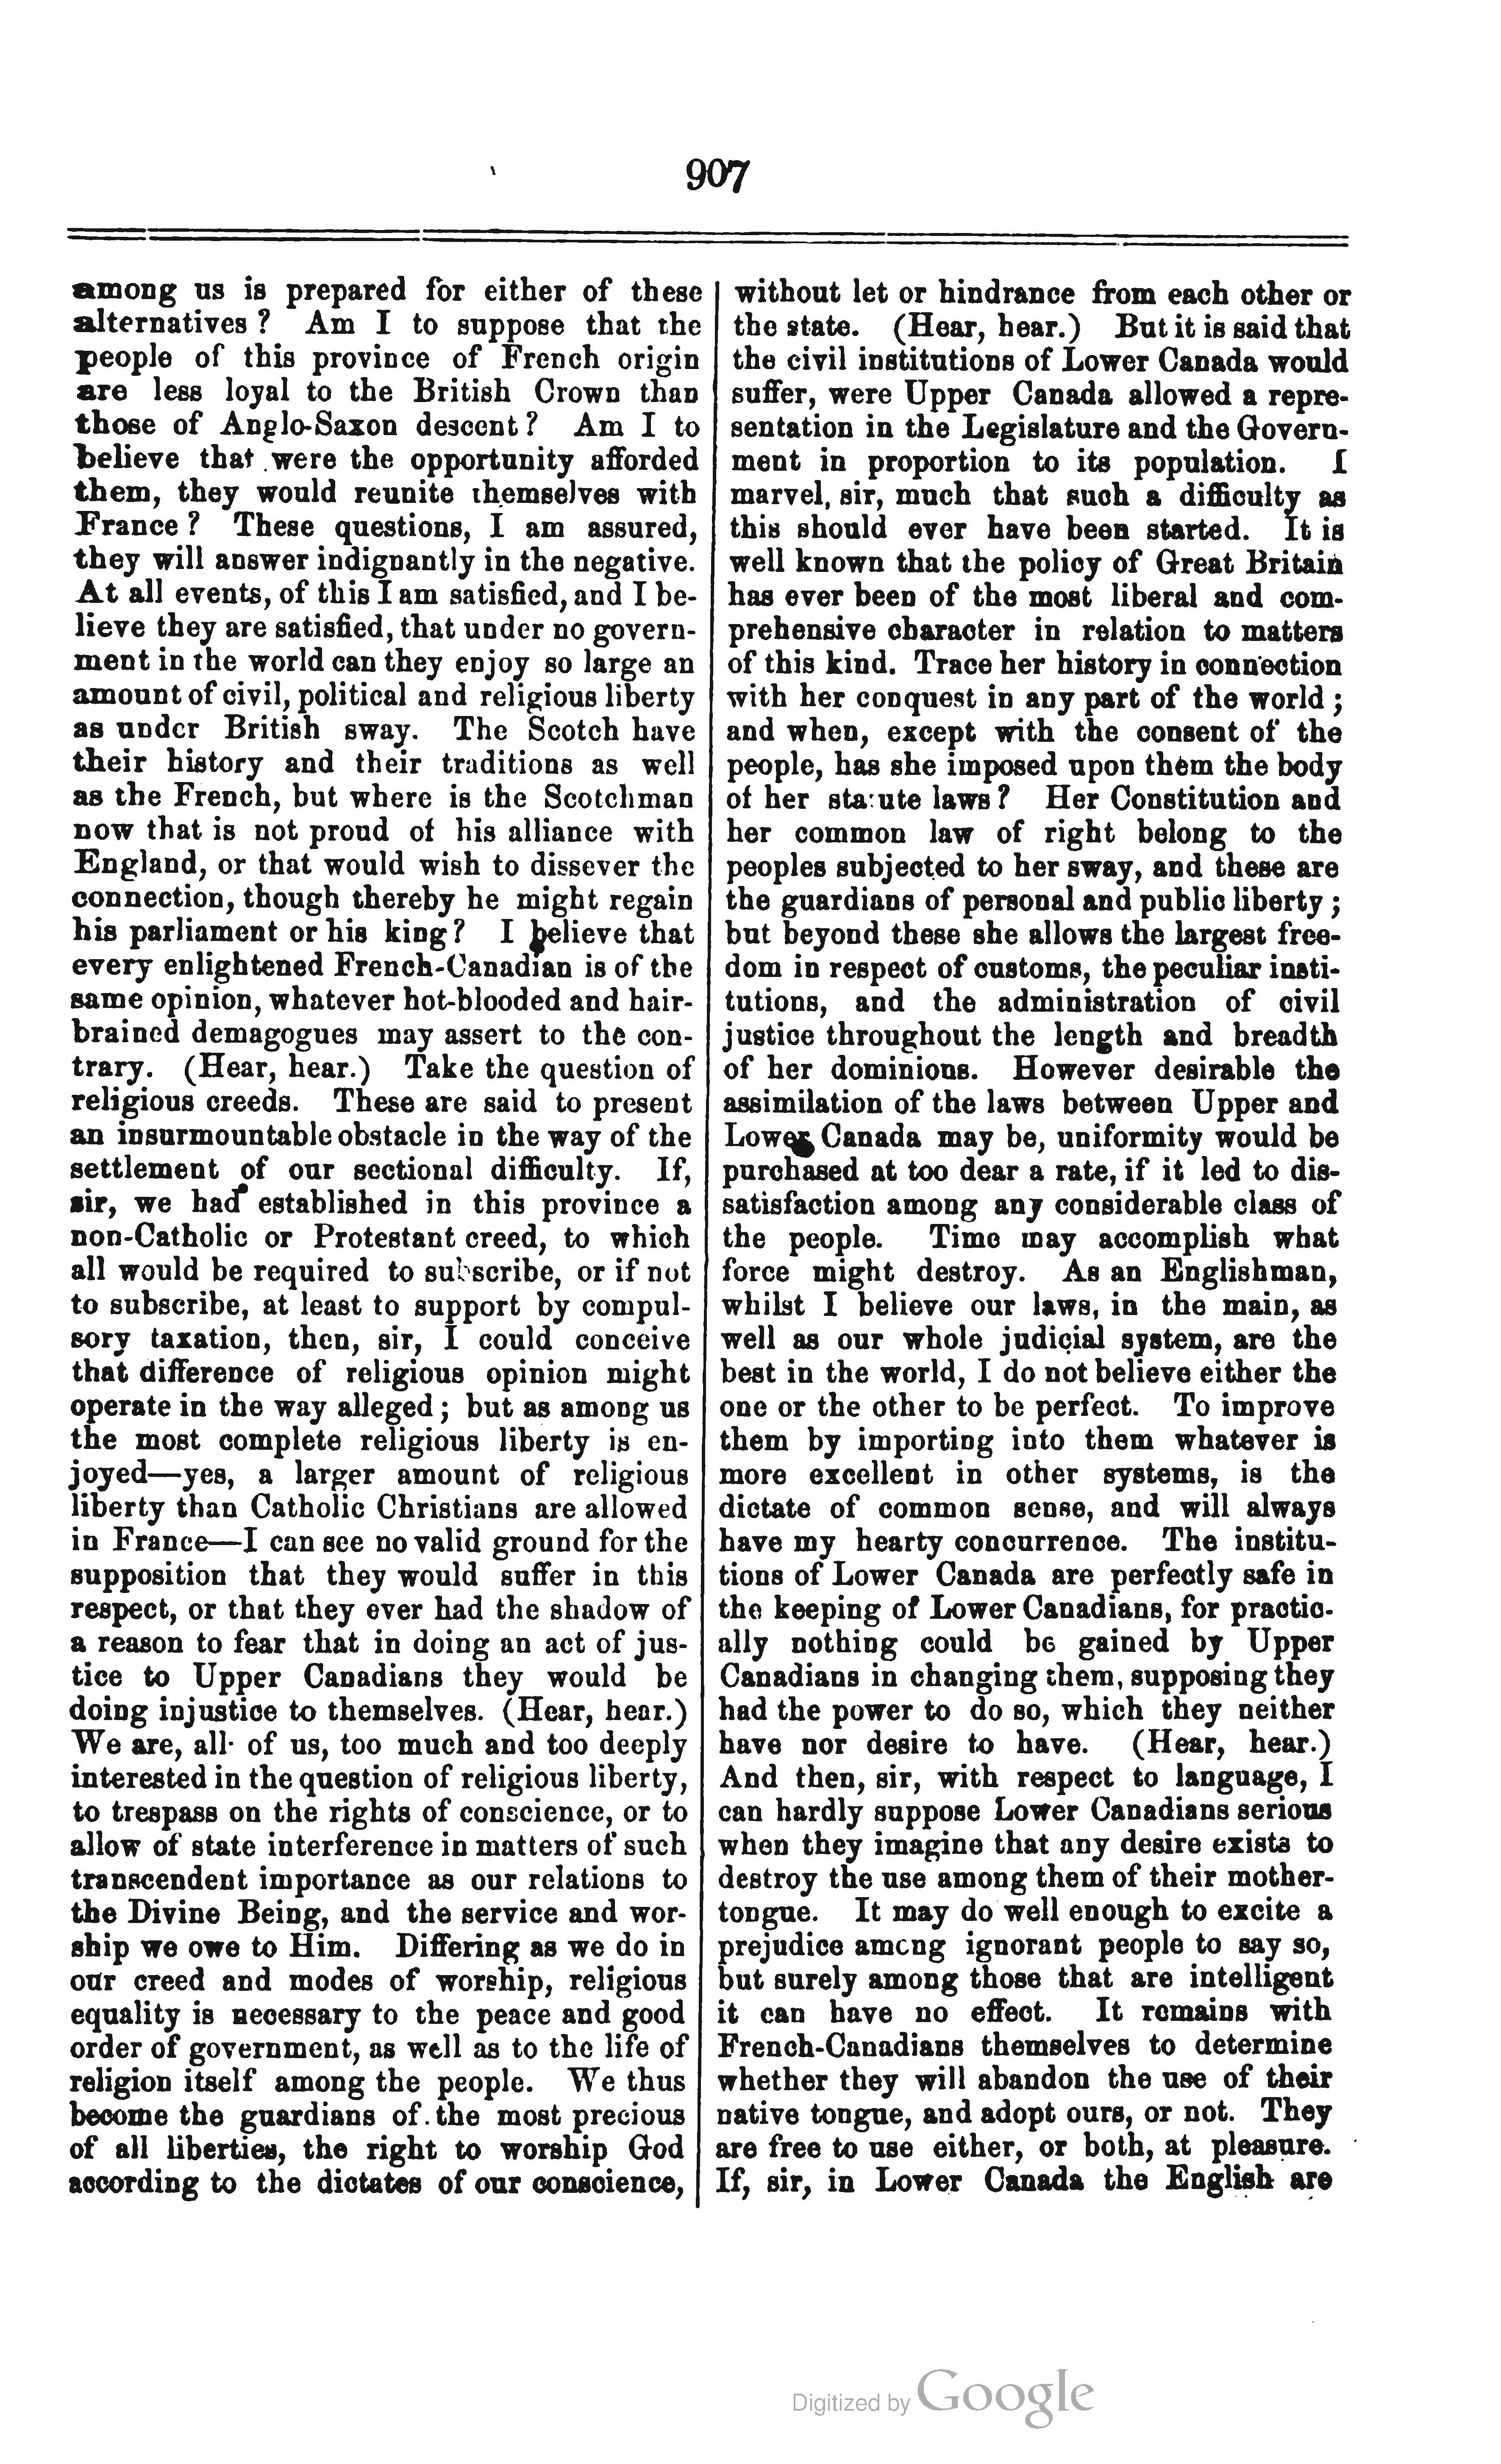 907
among us is prepared for either of these
alternatives ? Am I to suppose that the
people of this province of French origin
are less loyal to the British Crown than
those of Anglo-Saxon descent ? Am I to
believe that were the opportunity afforded
them, they would reunite themselves with
France ? These questions, I am assured,
they will answer indignantly in the negative.
At all events, of this I am satisfied, and I be-
lieve they are satisfied, that under no govern-
ment in the world can they enjoy so large an
amount of civil, political and religious liberty
as under British sway. The Scotch have
their history and their traditions as well
as the French, but where is the Scotchman
now that is not proud of his alliance with
England, or that would wish to dissever the
connection, though thereby he might regain
his parliament or his king ? I believe that
every enlightened French-Canadian is of the
same opinion, whatever hot-blooded and hair-
brained demagogues may assert to the con-
trary. (Hear, hear.) Take the question of
religious creeds. These are said to present
an insurmountable obstacle in the way of the
settlement of our sectional difficulty. If,
sir, we had established in this province a
non-Catholic or Protestant creed, to which
all would be required to subscribe, or if not
to subscribe, at least to support by compul-
sory taxation, then, sir, I could conceive
that difference of religious opinion might
operate in the way alleged ; but as among us
the most complete religious liberty is en-
joyed—yes, a larger amount of religious
liberty than Catholic Christians are allowed
in France—I can see no valid ground for the
supposition that they would suffer in this
respect, or that they ever had the shadow of
a reason to fear that in doing an act of jus-
tice to Upper Canadians they would be
doing injustice to themselves. (Hear, hear.)
We are, all of us, too much and too deeply
interested in the question of religious liberty,
to trespass on the rights of conscience, or to
allow of state interference in matters of such
transcendent importance as our relations to
the Divine Being, and the service and wor-
ship we owe to Him. Differing as we do in
our creed and modes of worship, religious
equality is necessary to the peace and good
order of government, as well as to the life of
religion itself among the people. We thus
become the guardians of the most precious
of all liberties, the right to worship God
according to the dictates of our conscience,
without let or hindrance from each other or
the state. (Hear, hear.) But it is said that
the civil institutions of Lower Canada would
suffer, were Upper Canada allowed a repre-
sentation in the Legislature and the Govern-
ment in proportion to its population. I
marvel, sir, much that such a difficulty as
this should ever have been started. It is
well known that the policy of Great Britain
has ever been of the most liberal and com-
prehensive character in relation to matters
of this kind. Trace her history in connection
with her conquest in any part of the world ;
and when, except with the consent of the
people, has she imposed upon them the body
of her statute laws ? Her Constitution and
her common law of right belong to the
peoples subjected to her sway, and these are
the guardians of personal and public liberty ;
but beyond these she allows the largest free-
dom in respect of customs, the peculiar insti-
tutions, and the administration of civil
justice throughout the length and breadth
of her dominions. However desirable the
assimilation of the laws between Upper and
Lower Canada may be, uniformity would be
purchased at too dear a rate, if it led to dis-
satisfaction among any considerable class of
the people. Time may accomplish what
force might destroy. As an Englishman,
whilst I believe our laws, in the main, as
well as our whole judicial system, are the
best in the world, I do not believe either the
one or the other to be perfect. To improve
them by importing into them whatever is
more excellent in other systems, is the
dictate of common sense, and will always
have my hearty concurrence. The institu-
tions of Lower Canada are perfectly safe in
the keeping of Lower Canadians, for practic-
ally nothing could be gained by Upper
Canadians in changing them, supposing they
had the power to do so, which they neither
have nor desire to have. (Hear, hear.)
And then, sir, with respect to language, I
can hardly suppose Lower Canadians serious
when they imagine that any desire exists to
destroy the use among them of their mother-
tongue. It may do well enough to excite a
prejudice among ignorant people to say so,
but surely among those that are intelligent
it can have no effect. It remains with
French-Canadians themselves to determine
whether they will abandon the use of their
native tongue, and adopt ours, or not. They
are free to use either, or both, at pleasure.
If, sir, in Lower Canada the English are
Digitized by Google